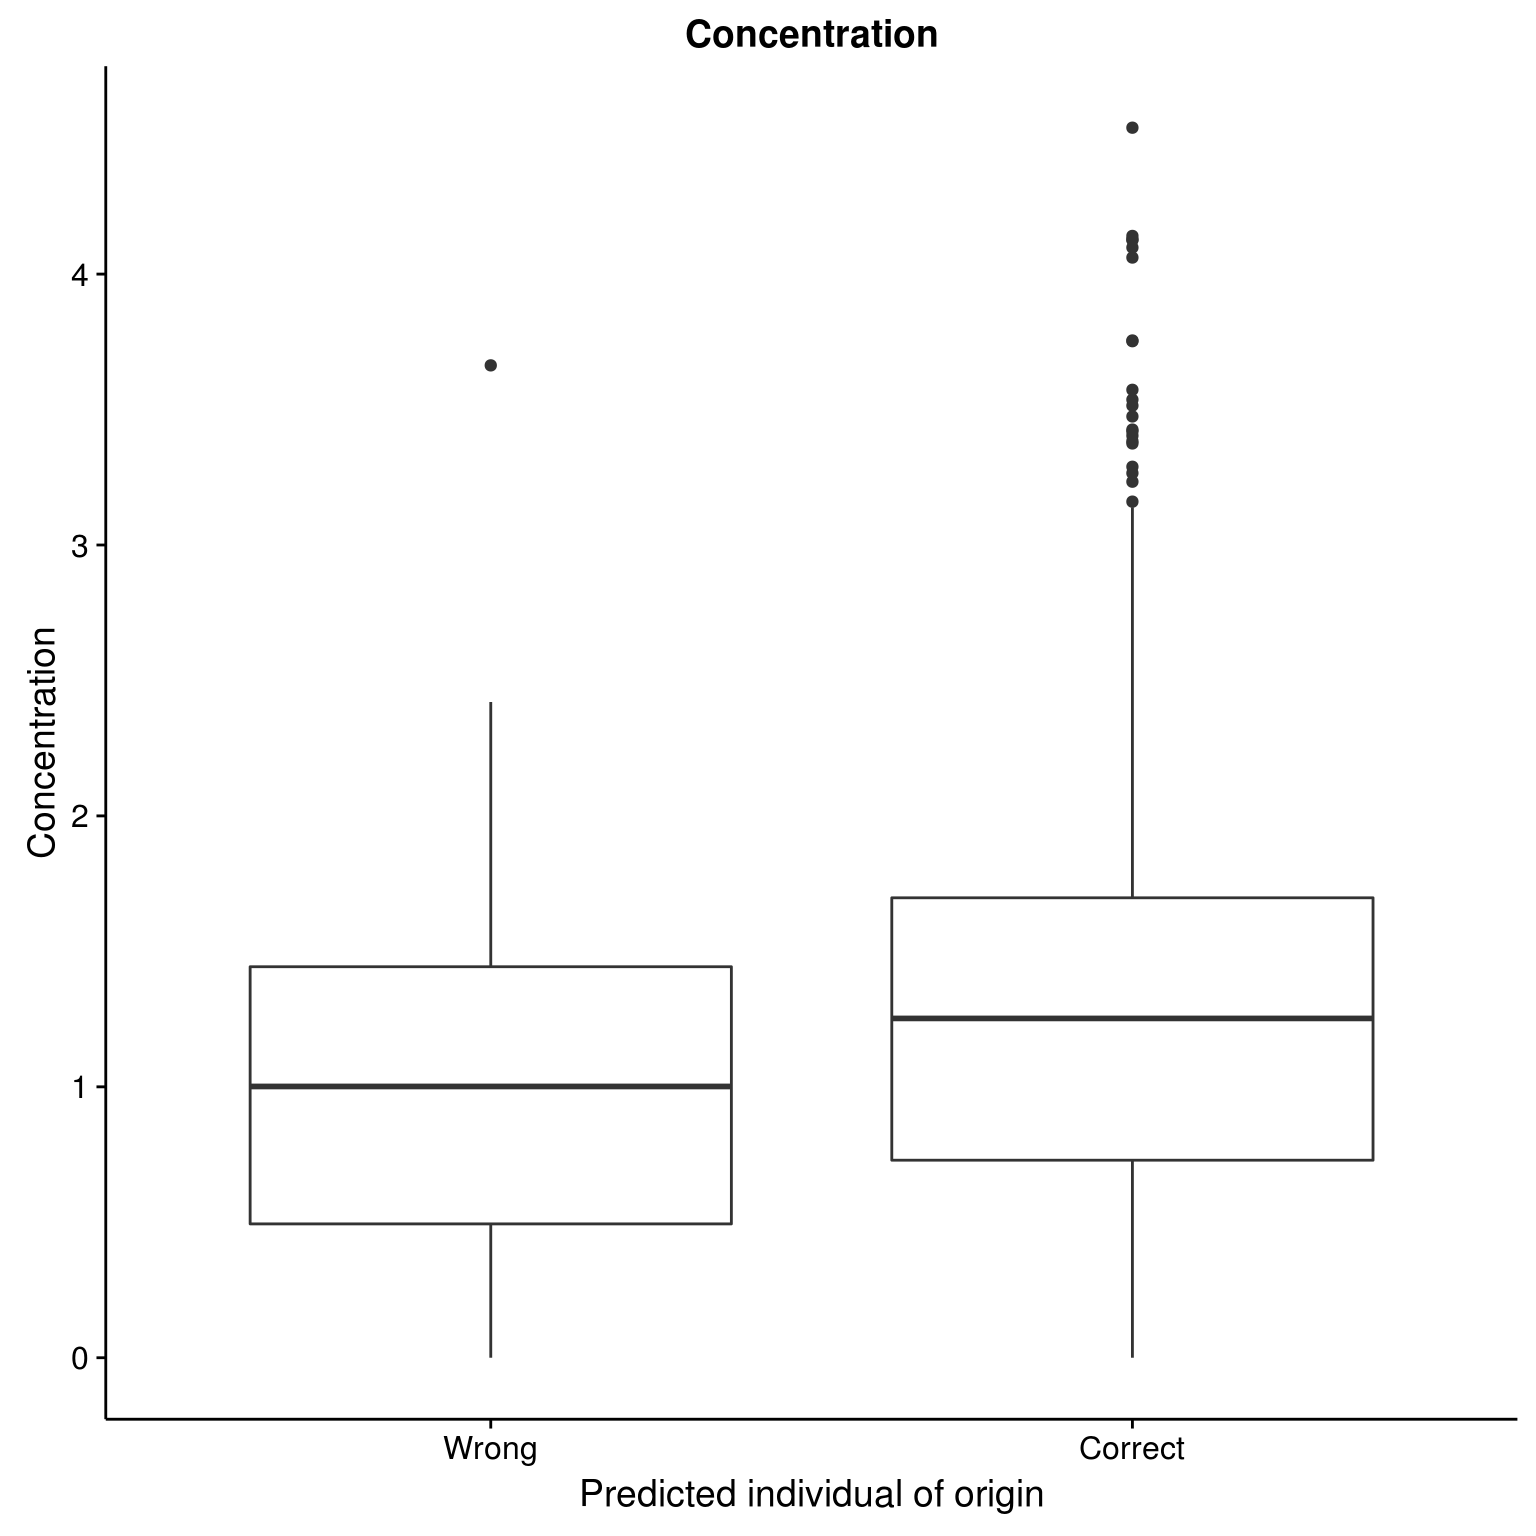 Concentration
Concentration
4
3
2
1
0
Wrong
Correct
Predicted individual of origin